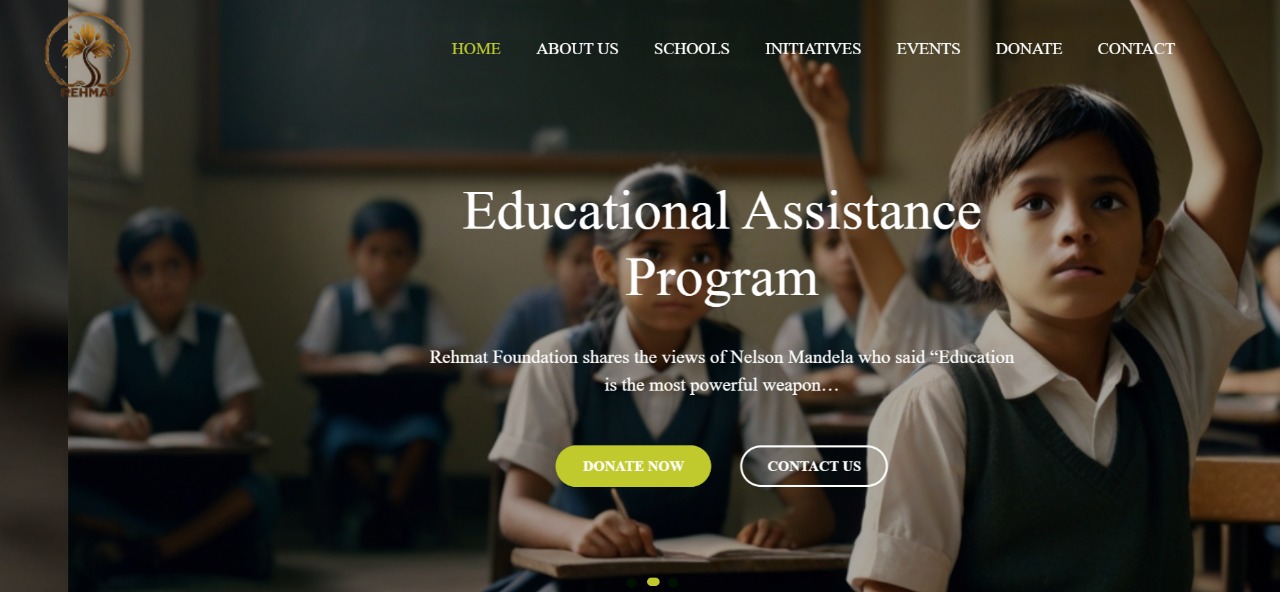 REHMAT
HOME ABOUT US SCHOOLS INITIATIVES EVENTS DONATE CONTACT
Educational Assistance
Program
Rehmat Foundation shares the views of Nelson Mandela who said “Education
is the most powerful weapon…
DONATE NOW CONTACT US